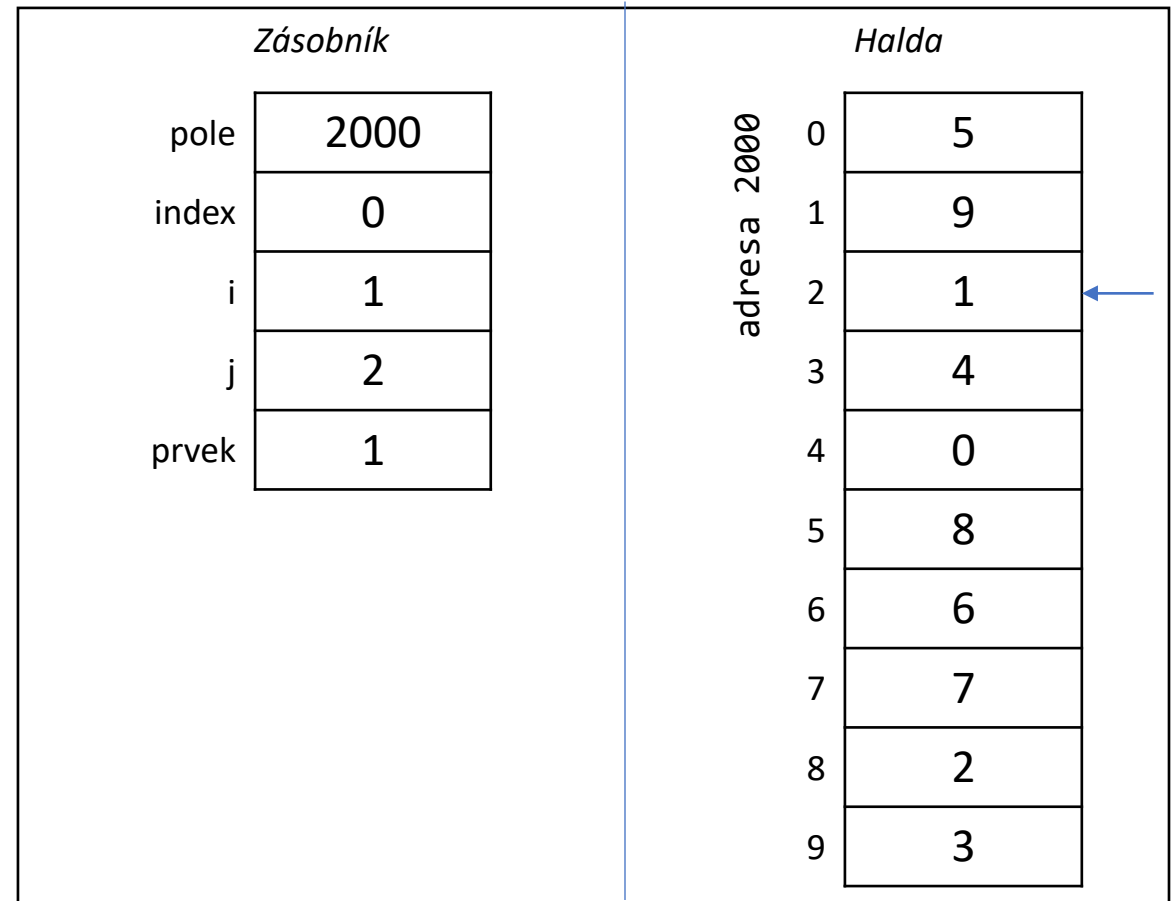 Zásobník
pole 2000
index 0
i 1
j 2
prvek 1
Halda
adresa 2000
0 5
1 9
2 1
3 4
4 0
5 8
6 6
7 7
8 2
9 3